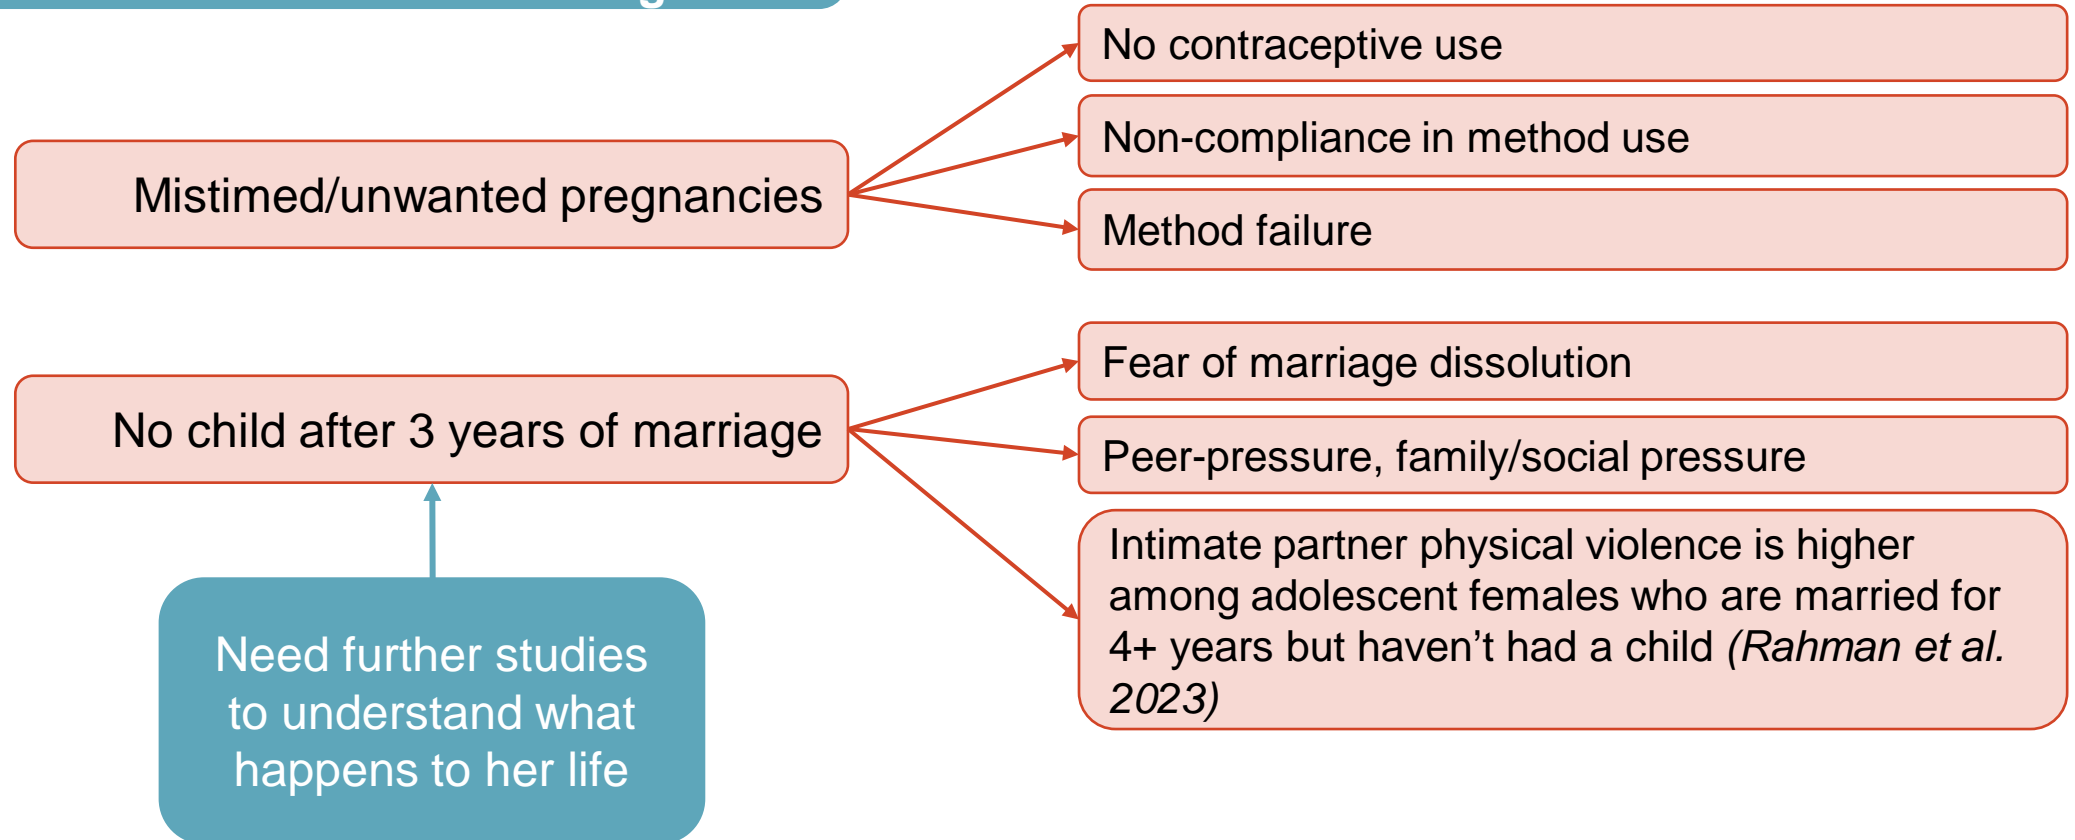 No contraceptive use
Non-compliance in method use
Mistimed/unwanted pregnancies
Method failure
Fear of marriage dissolution
No child after 3 years of marriage
Peer-pressure, family/social pressure
Intimate partner physical violence is higher
among adolescent females who are married for
4+ years but haven't had a child (Rahman et al.
2023)
Need further studies
to understand what
happens to her life